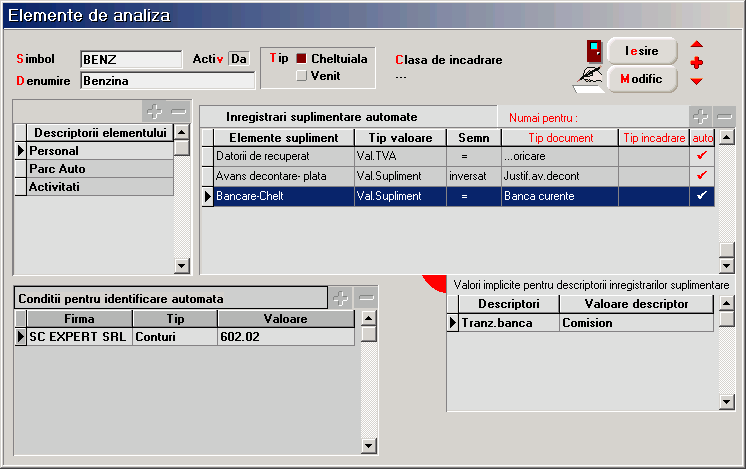 Elemente de analiza
Simbol BENZ Activ Da Tip Cheltuiala Clasa de incadrare Iesire
Denumire Benzina Venit --- Modific
Inregistrari suplimentare automate Numai pentru :
Descriptorii elementului
Personal
Parc Auto
Activitati
Elemente supliment Tip valoare Semn Tip document Tip incadrare auto
Datorii de recuperat Val.TVA = ...oricare
Avans decontare- plata Val.Supliment inversat Justif.av.decont
Bancare-Chelt Val.Supliment = Banca curente
Conditii pentru identificare automata
Firma Tip Valoare
SC EXPERT SRL Conturi 602.02
Valori implicite pentru descriptorii inregistrarilor suplimentare
Descriptori Valoare descriptor
Tranz.banca Comision